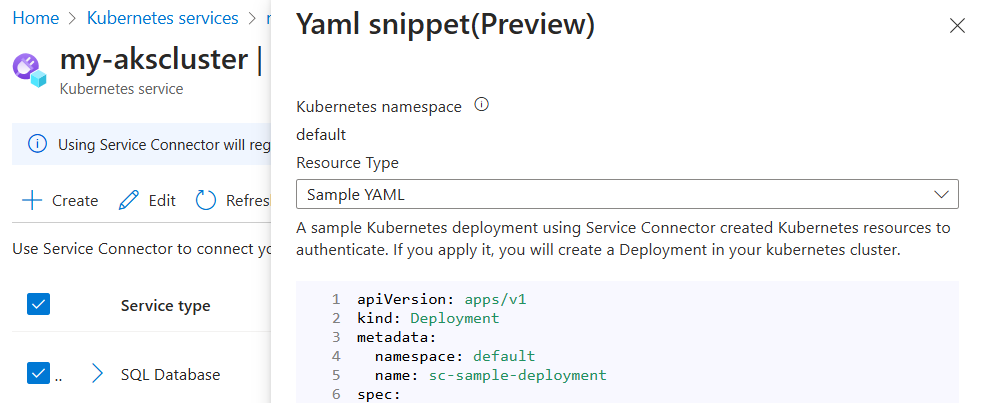 Home > Kubernetes services >
my-akscluster |
Kubernetes service
Using Service Connector will reg
Create Edit Refres
Use Service Connector to connect yo
Service type
.. SQL Database
Yaml snippet(Preview)
Kubernetes namespace
default
Resource Type
Sample YAML
A sample Kubernetes deployment using Service Connector created Kubernetes resources to
authenticate. If you apply it, you will create a Deployment in your kubernetes cluster.
1 apiVersion: apps/v1
2 kind: Deployment
3 metadata:
4 namespace: default
5 name: sc-sample-deployment
6 spec: